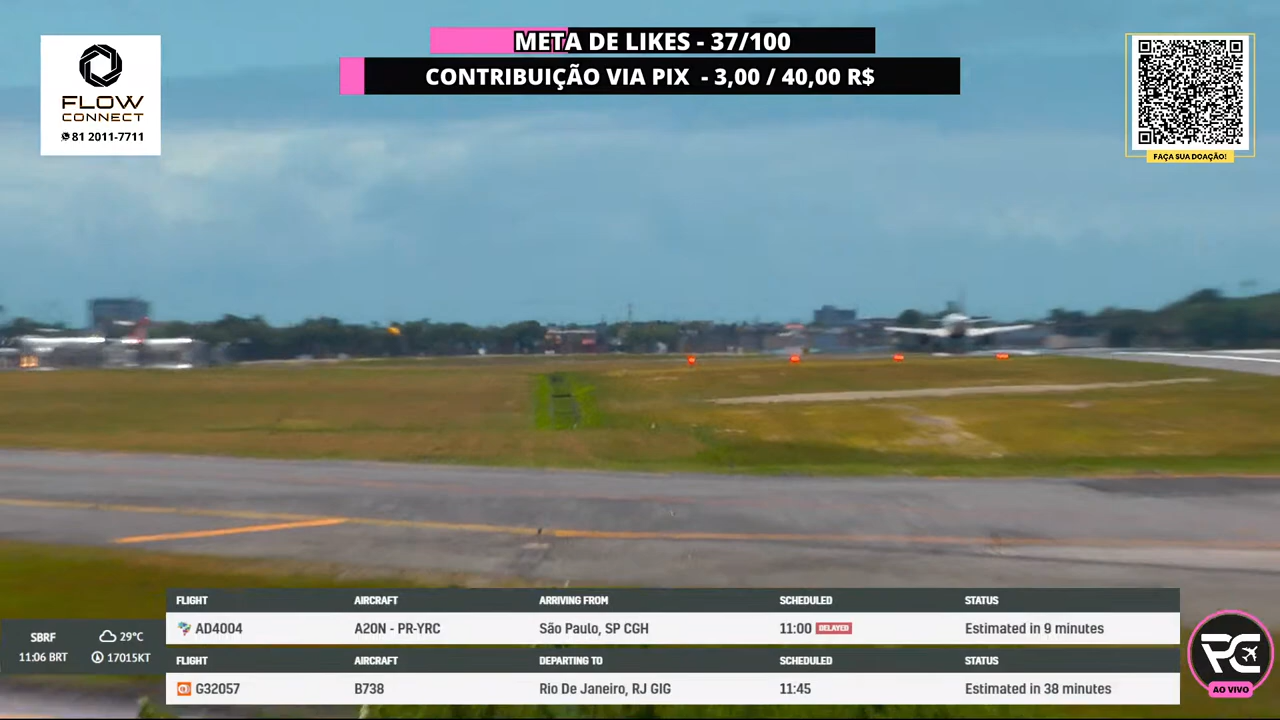 META DE LIKES - 37/100
CONTRIBUIÇÃO VIA PIX - 3,00 / 40,00 R$
FLOW
CONNECT
81 2011-7711
FAÇA SUA DOAÇÃO!
FLIGHT AIRCRAFT ARRIVING FROM SCHEDULED STATUS
AD4004 A20N - PR-YRC São Paulo, SP CGH 11:00 DELAYED Estimated in 9 minutes
FLIGHT AIRCRAFT DEPARTING TO SCHEDULED STATUS
G32057 B738 Rio De Janeiro, RJ GIG 11:45 Estimated in 38 minutes
SBRF 29°C
11:06 BRT 17015KT
PC
AO VIVO